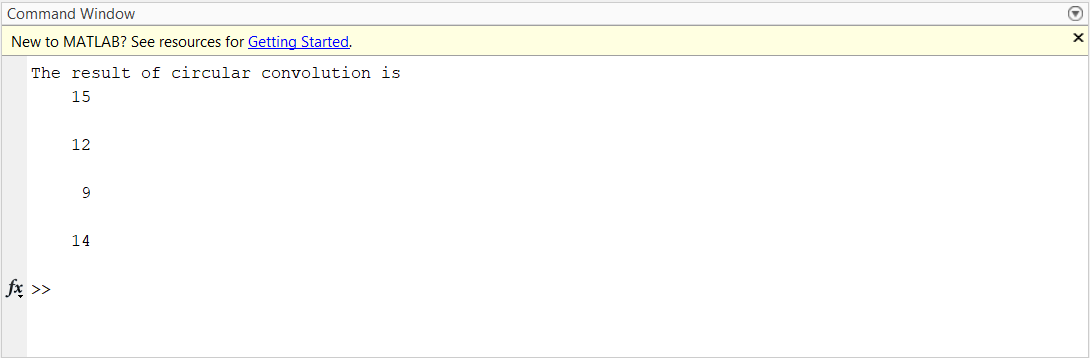 Command Window
New to MATLAB? See resources for Getting Started.
The result of circular convolution is
15
12
9
14
fx >>